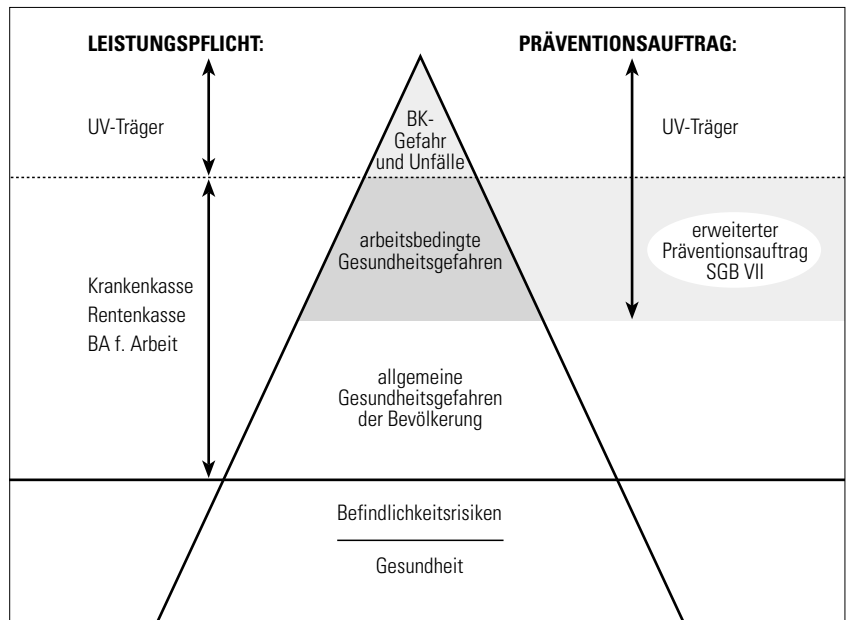 LEISTUNGSPFLICHT:
PRÄVENTIONSAUFTRAG:
UV-Träger
BK-
Gefahr
und Unfälle
UV-Träger
arbeitsbedingte
Gesundheitsgefahren
erweiterter
Präventionsauftrag
SGB VII
Krankenkasse
Rentenkasse
BA f. Arbeit
allgemeine
Gesundheitsgefahren
der Bevölkerung
Befindlichkeitsrisiken
Gesundheit